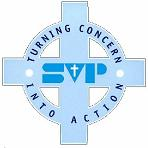 TURNING CONCERN
SVP
INTO ACTION